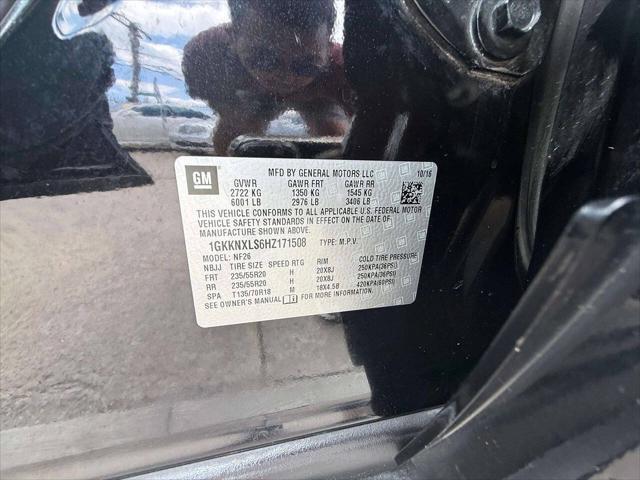 GM
MFD BY GENERAL MOTORS LLC 10/16
GVWR GAWR FRT GAWR RR
2722 KG 1350 KG 1545 KG
6001 LB 2976 LB 3406 LB
THIS VEHICLE CONFORMS TO ALL APPLICABLE U.S. FEDERAL MOTOR
VEHICLE SAFETY STANDARDS IN EFFECT ON THE DATE OF
MANUFACTURE SHOWN ABOVE.
1GKKNXLS6HZ171508 TYPE: M.P.V.
MODEL: NF26
NBJJ TIRE SIZE SPEED RTG RIM COLD TIRE PRESSURE
FRT 235/55R20 H 20X8J 250KPA(36PSI)
RR 235/55R20 H 20X8J 250KPA(36PSI)
SPA T135/70R18 M 18X4.5B 420KPA(60PSI)
SEE OWNER'S MANUAL FOR MORE INFORMATION.